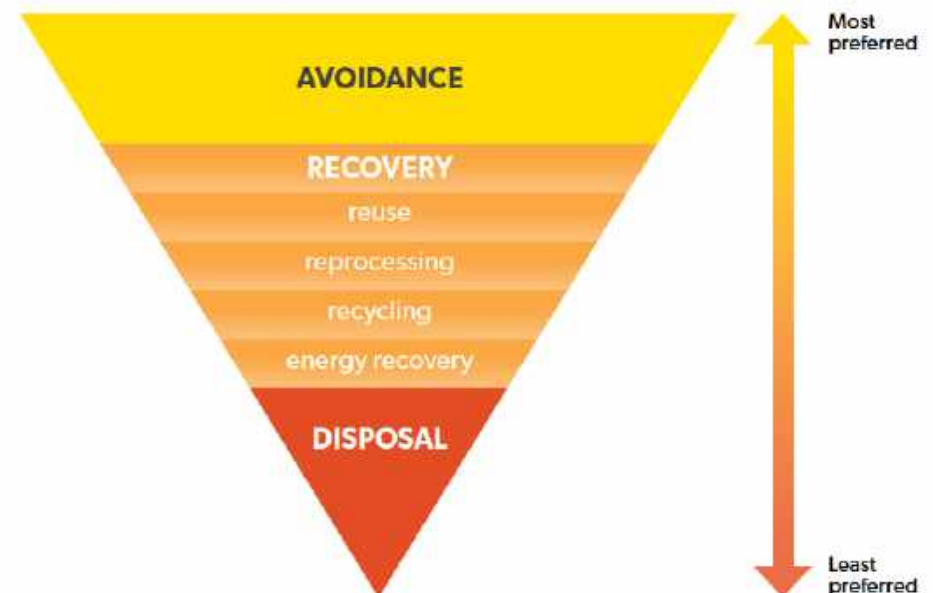 Most
preferred
AVOIDANCE
RECOVERY
reuse
reprocessing
recycling
energy recovery
DISPOSAL
Least
preferred